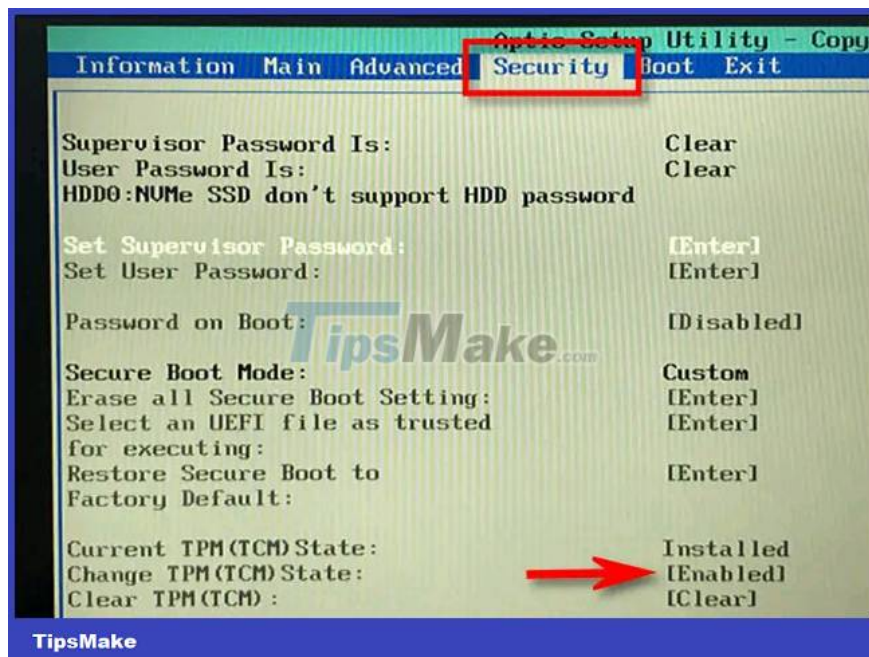 Aptio Setup Utility - Copy
Information Main Advanced Security Boot Exit
Supervisor Password Is: Clear
User Password Is: Clear
HDD0:NVMe SSD don't support HDD password
Set Supervisor Password: [Enter]
Set User Password: [Enter]
Password on Boot: [Disabled]
TipsMake.com
Secure Boot Mode: Custom
Erase all Secure Boot Setting: [Enter]
Select an UEFI file as trusted [Enter]
for executing:
Restore Secure Boot to [Enter]
Factory Default:
Current TPM(TCM)State: Installed
Change TPM(TCM)State: [Enabled]
Clear TPM(TCM): [Clear]
TipsMake